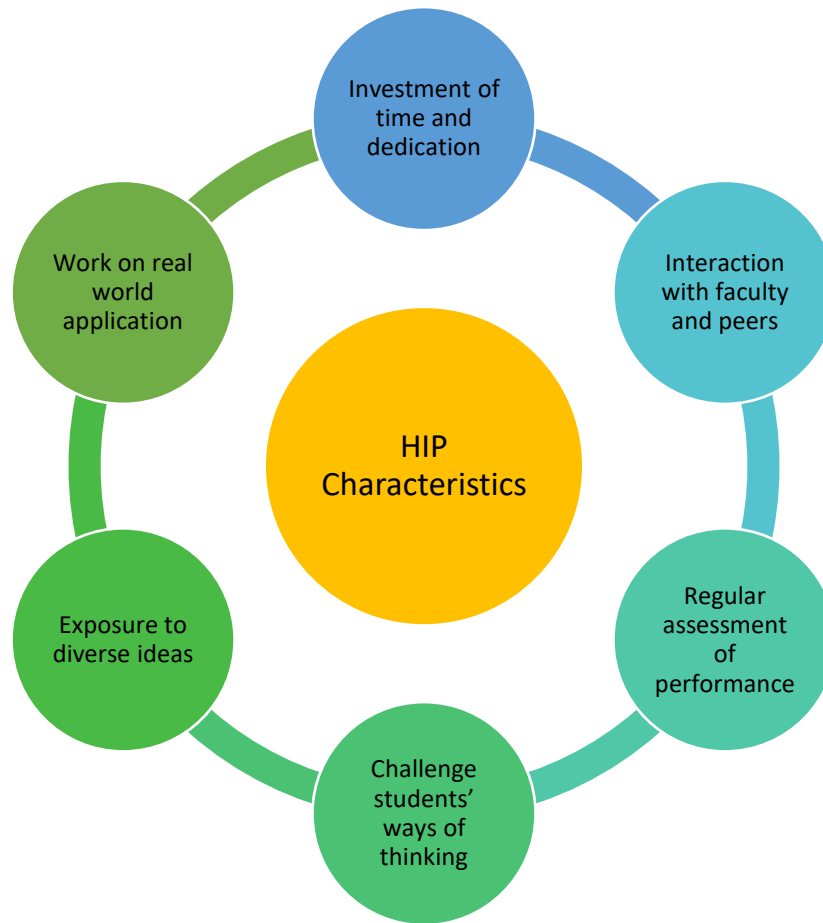 Investment of
time and
dedication
Interaction
with faculty
and peers
Regular
assessment
of
performance
Challenge
students’
ways of
thinking
Exposure to
diverse ideas
Work on real
world
application
HIP
Characteristics